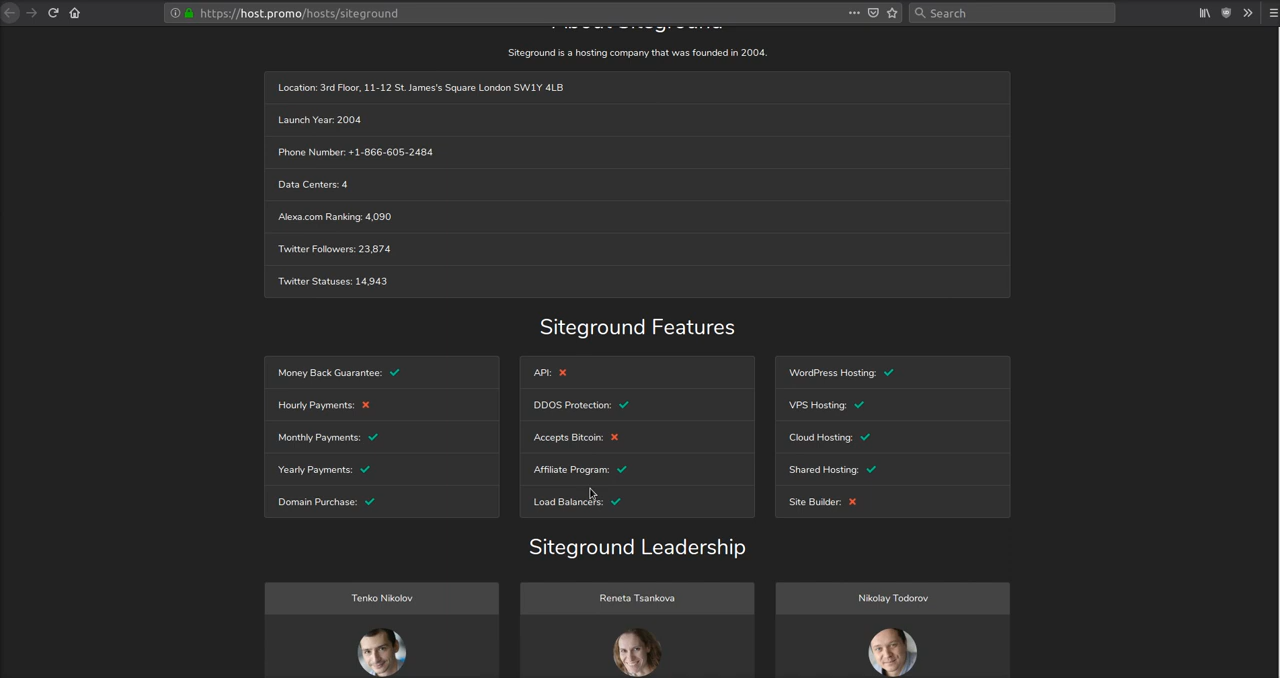 https://host.promo/hosts/siteground
Search
About Siteground
Siteground is a hosting company that was founded in 2004.
Location: 3rd Floor, 11-12 St. James's Square London SW1Y 4LB
Launch Year: 2004
Phone Number: +1-866-605-2484
Data Centers: 4
Alexa.com Ranking: 4,090
Twitter Followers: 23,874
Twitter Statuses: 14,943
Siteground Features
Money Back Guarantee:
Hourly Payments:
Monthly Payments:
Yearly Payments:
Domain Purchase:
API:
DDOS Protection:
Accepts Bitcoin:
Affiliate Program:
Load Balancers:
WordPress Hosting:
VPS Hosting:
Cloud Hosting:
Shared Hosting:
Site Builder:
Siteground Leadership
Tenko Nikolov
Reneta Tsankova
Nikolay Todorov